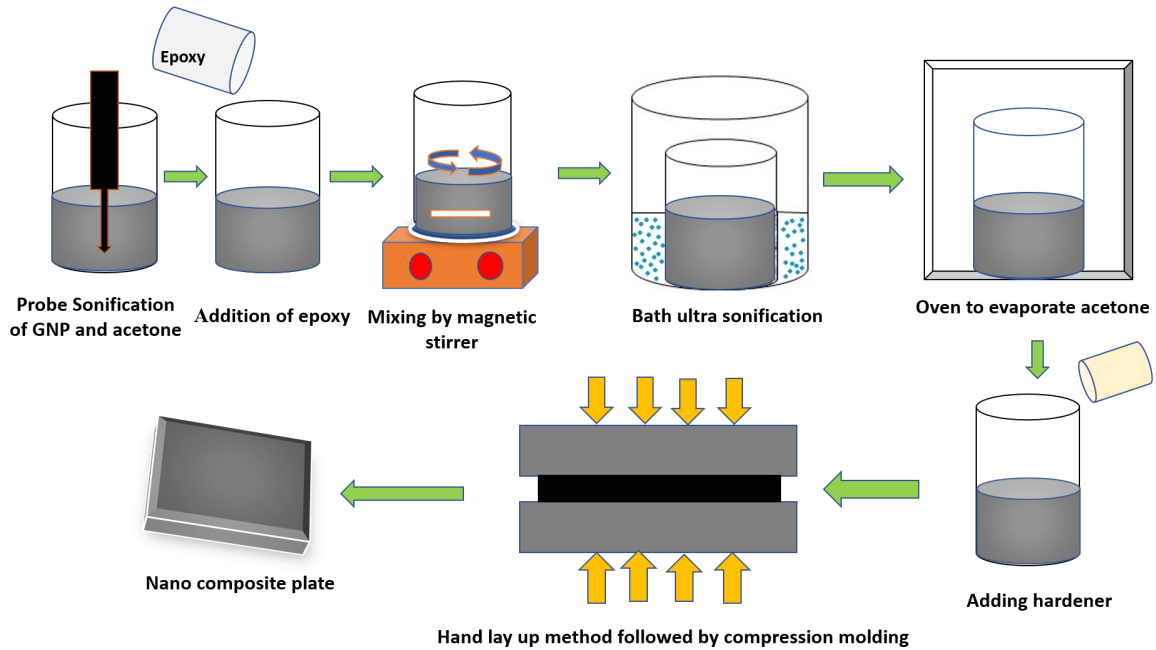 Epoxy
Probe Sonification
of GNP and acetone
Addition of epoxy
Mixing by magnetic
stirrer
Bath ultra sonification
Oven to evaporate acetone
Adding hardener
Hand lay up method followed by compression molding
Nano composite plate